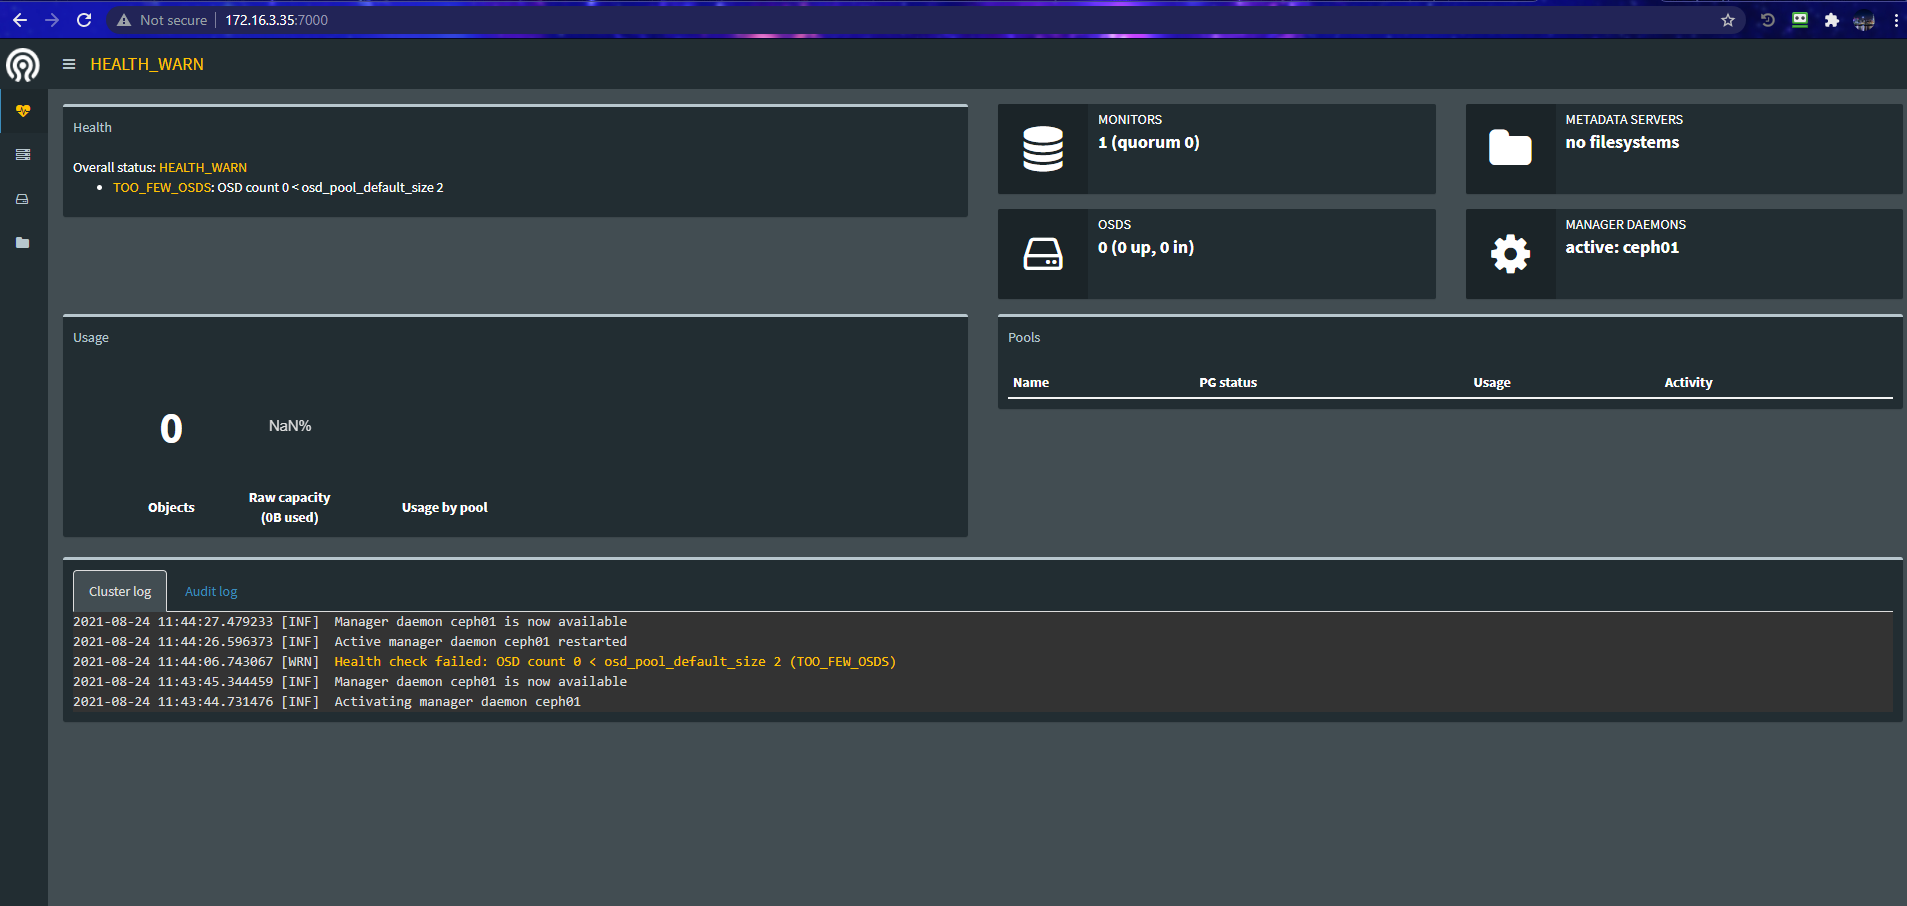 Not secure
172.16.3.35:7000
HEALTH_WARN
Health
Overall status: HEALTH_WARN
TOO_FEW_OSDS: OSD count 0 < osd_pool_default_size 2
MONITORS
1 (quorum 0)
METADATA SERVERS
no filesystems
OSDS
0 (0 up, 0 in)
MANAGER DAEMONS
active: ceph01
Usage
0
NaN%
Objects
Raw capacity
(0B used)
Usage by pool
Pools
Name PG status Usage Activity
Cluster log Audit log
2021-08-24 11:44:27.479233 [INF]  Manager daemon ceph01 is now available
2021-08-24 11:44:26.596373 [INF]  Active manager daemon ceph01 restarted
2021-08-24 11:44:06.743067 [WRN]  Health check failed: OSD count 0 < osd_pool_default_size 2 (TOO_FEW_OSDS)
2021-08-24 11:43:45.344459 [INF]  Manager daemon ceph01 is now available
2021-08-24 11:43:44.731476 [INF]  Activating manager daemon ceph01